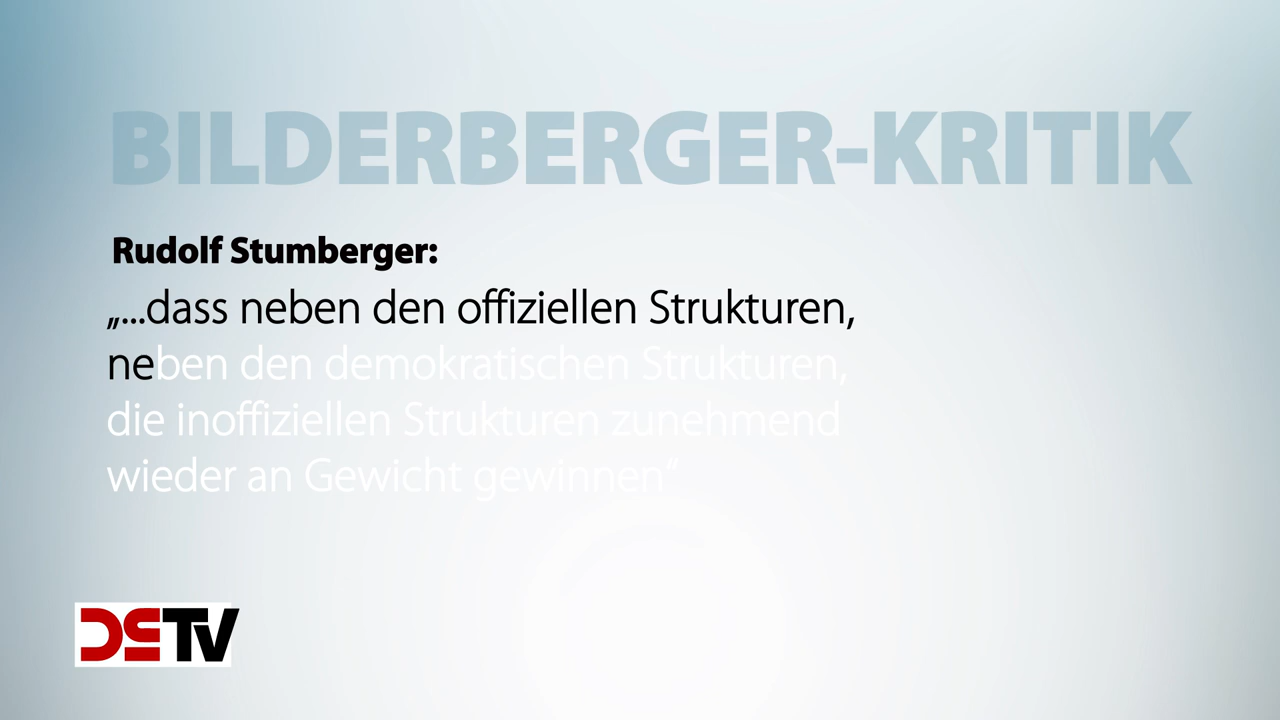 BILDERBERGER-KRITIK
Rudolf Stumberger:
„...dass neben den offiziellen Strukturen,
neben den demokratischen Strukturen,
die inoffiziellen Strukturen zunehmend
wieder an Gewicht gewinnen“
DSTV